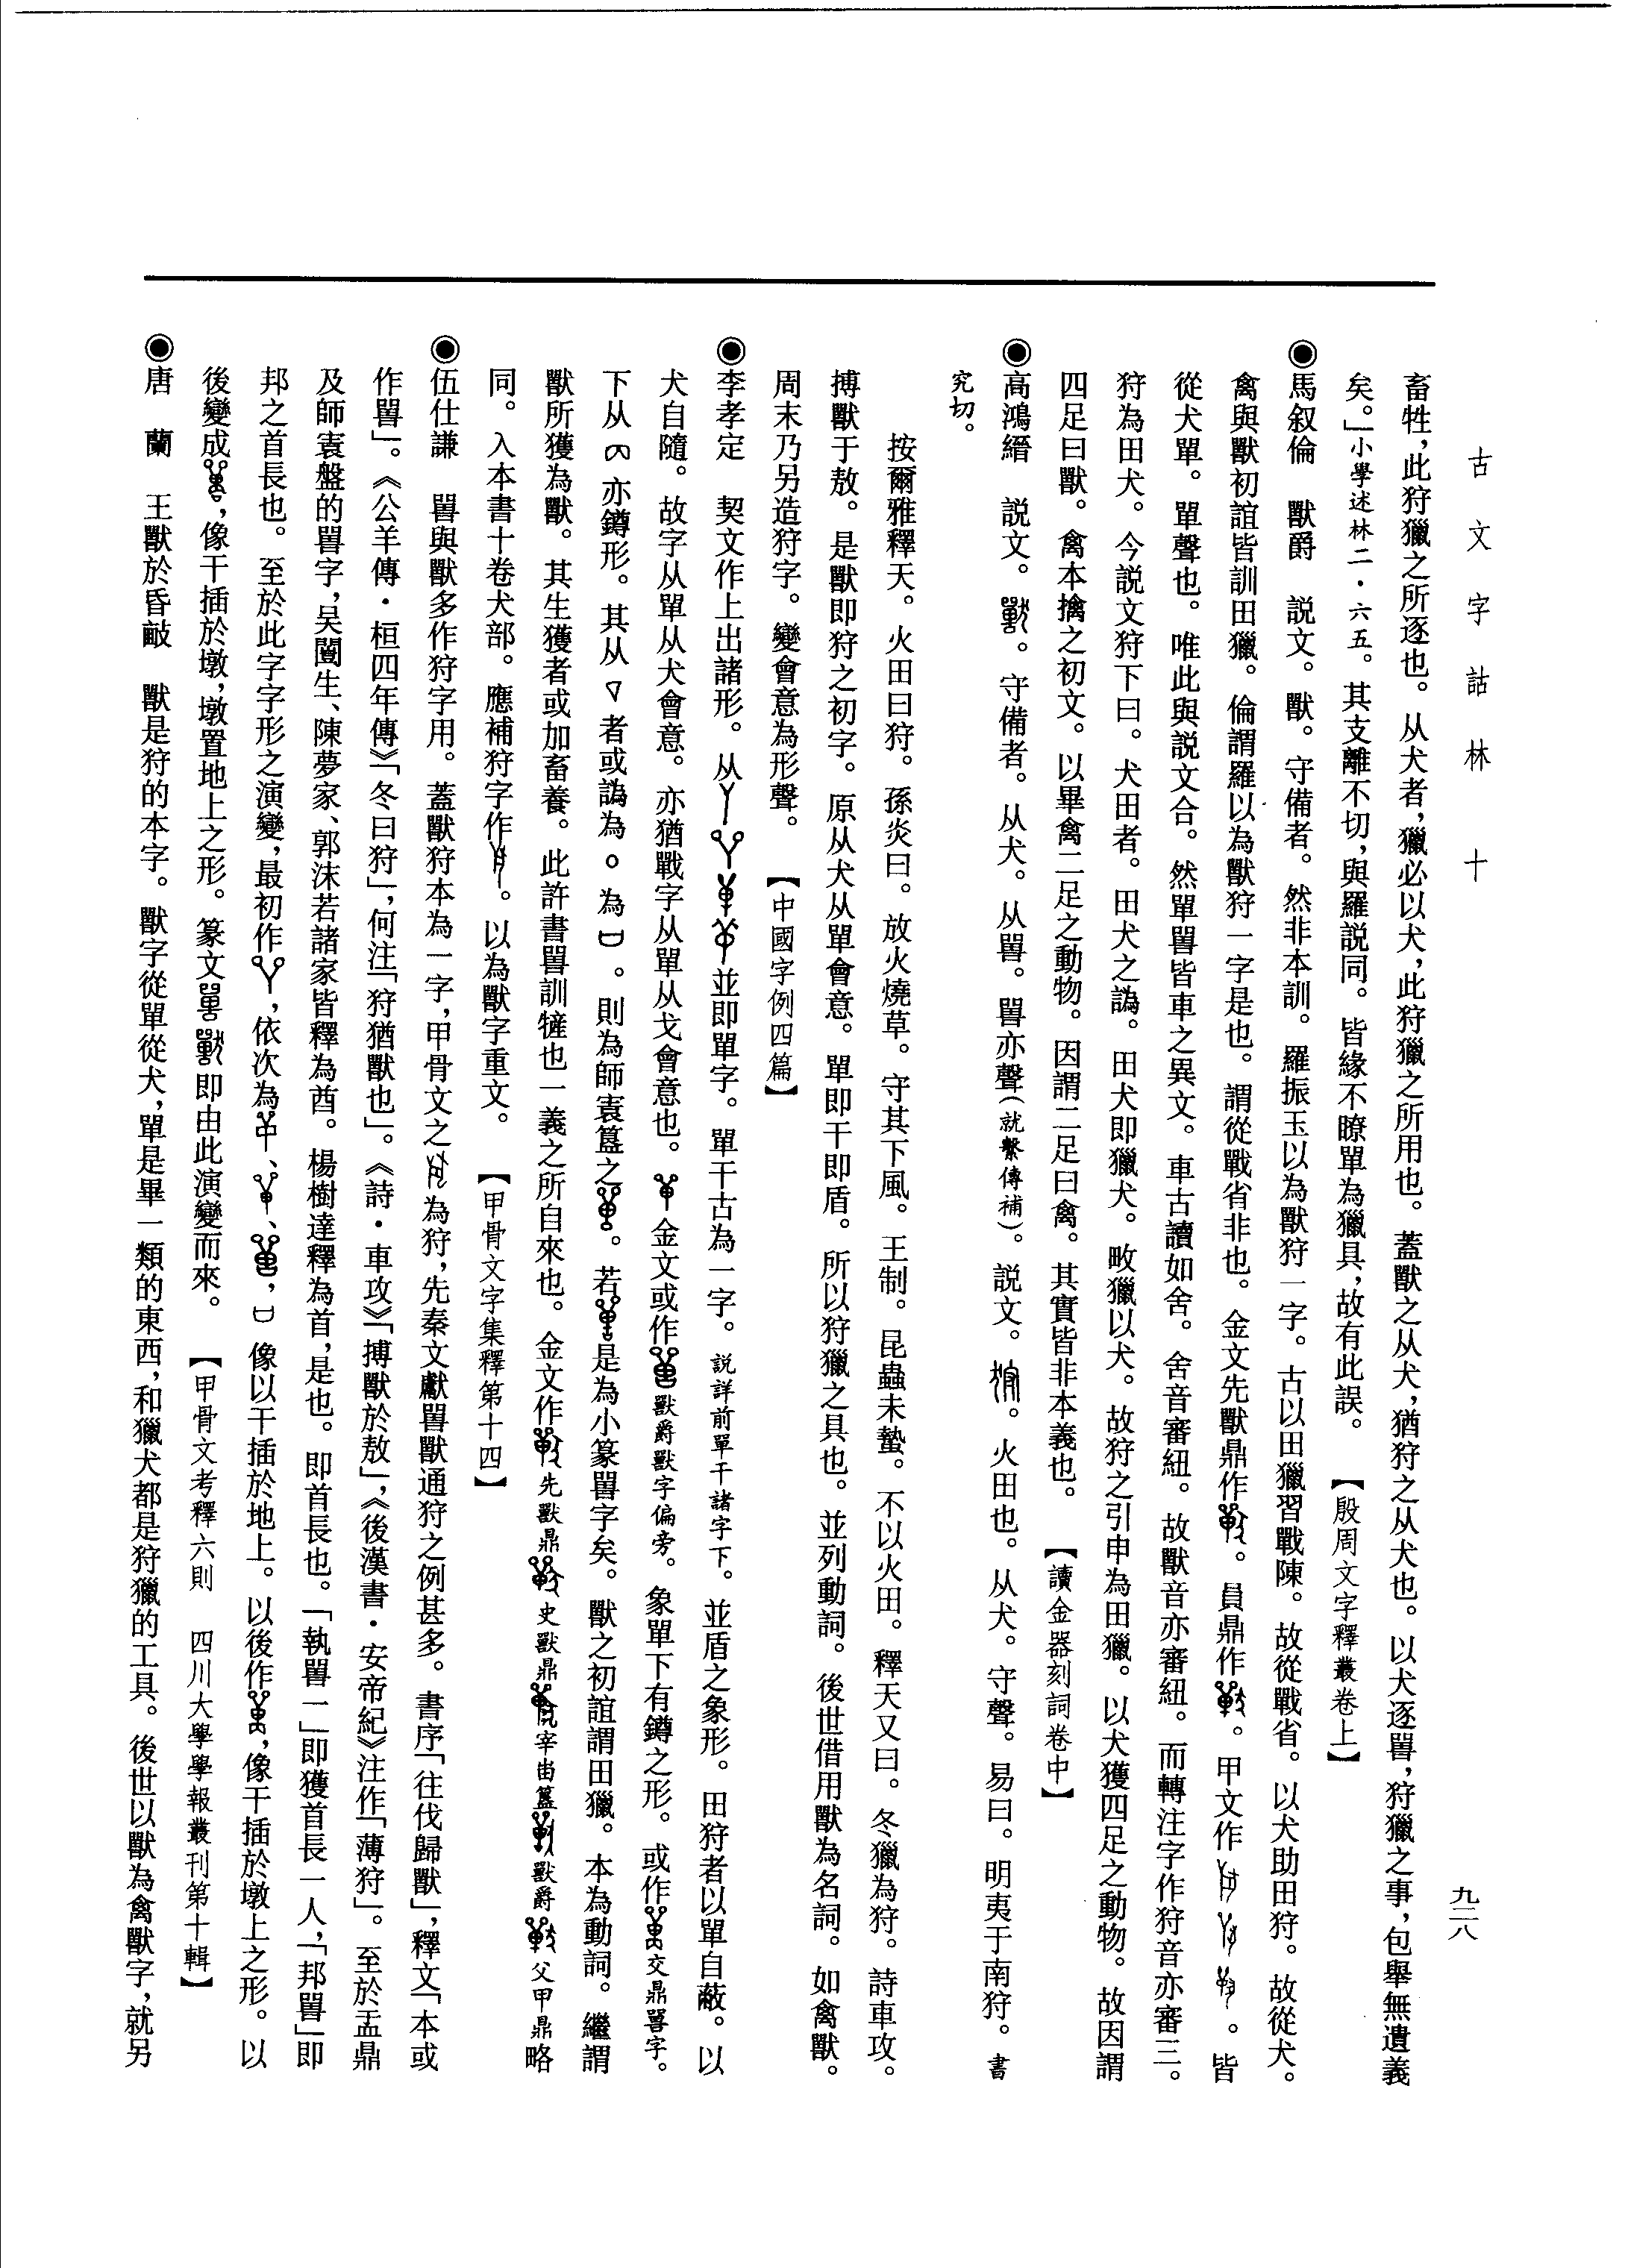 古文字詁林 十
九二八
畜牲，此狩獵之所逐也。从犬者，獵必以犬，此狩獵之所用也。蓋獸之从犬，猶狩之从犬也。以犬逐嘼，狩獵之事，包舉無遺義
矣。」小學述林二・六五。其支離不切，與羅説同。皆緣不瞭單為獵具，故有此誤。【殷周文字釋叢卷上】
◉馬叙倫　獸爵　説文。獸。守備者。然非本訓。羅振玉以為獸狩一字。古以田獵習戰陳。故從戰省。以犬助田狩。故從犬。
禽與獸初誼皆訓田獵。倫謂羅以為獸狩一字是也。謂從戰省非也。金文先獸鼎作。員鼎作。甲文作。皆
從犬單。單聲也。唯此與説文合。然單嘼皆車之異文。車古讀如舍。舍音審紐。故獸音亦審紐。而轉注字作狩音亦審三。
狩為田犬。今説文狩下曰。犬田者。田犬之譌。田犬即獵犬。畋獵以犬。故狩之引申為田獵。以犬獲四足之動物。故因謂
四足曰獸。禽本擒之初文。以畢禽二足之動物。因謂二足曰禽。其實皆非本義也。【讀金器刻詞卷中】
◉高鴻縉　説文。。守備者。从犬。从嘼。嘼亦聲（就繫傳補）。説文。。火田也。从犬。守聲。易曰。明夷于南狩。書
究切。
按爾雅釋天。火田曰狩。孫炎曰。放火燒草。守其下風。王制。昆蟲未蟄。不以火田。釋天又曰。冬獵為狩。詩車攻。
搏獸于敖。是獸即狩之初字。原从犬从單會意。單即干即盾。所以狩獵之具也。並列動詞。後世借用獸為名詞。如禽獸。
周末乃另造狩字。變會意為形聲。【中國字例四篇】
◉李孝定　契文作上出諸形。从並即單字。單干古為一字。説詳前單干諸字下。並盾之象形。田狩者以單自蔽。以
犬自隨。故字从單从犬會意。亦猶戰字从單从戈會意也。金文或作獸爵獸字偏旁。象單下有鐏之形。或作交鼎嘼字。
下从亦鐏形。其从者或譌為。為。則為師寰簋之。若是為小篆嘼字矣。獸之初誼謂田獵。本為動詞。繼謂
獸所獲為獸。其生獲者或加畜養。此許書嘼訓㹌也一義之所自來也。金文作先獸鼎史獸鼎宰甶簋獸爵父甲鼎略
同。入本書十卷犬部。應補狩字作。以為獸字重文。【甲骨文字集釋第十四】
◉伍仕謙　嘼與獸多作狩字用。蓋獸狩本為一字，甲骨文之為狩，先秦文獻嘼獸通狩之例甚多。書序「往伐歸獸」，釋文「本或
作嘼」。《公羊傳・桓四年傳》「冬曰狩」，何注「狩猶獸也」。《詩・車攻》「搏獸於敖」，《後漢書・安帝紀》注作「薄狩」。至於盂鼎
及師寰盤的嘼字，吴闓生、陳夢家、郭沫若諸家皆釋為酋。楊樹達釋為首，是也。即首長也。「執嘼一」即獲首長一人，「邦嘼」即
邦之首長也。至於此字字形之演變，最初作，依次為、、，像以干插於地上。以後作，像干插於墩上之形。以
後變成，像干插於墩，墩置地上之形。篆文即由此演變而來。【甲骨文考釋六則　四川大學學報叢刊第十輯】
◉唐　蘭　王獸於昏㪔　獸是狩的本字。獸字從單從犬，單是畢一類的東西，和獵犬都是狩獵的工具。後世以獸為禽獸字，就另